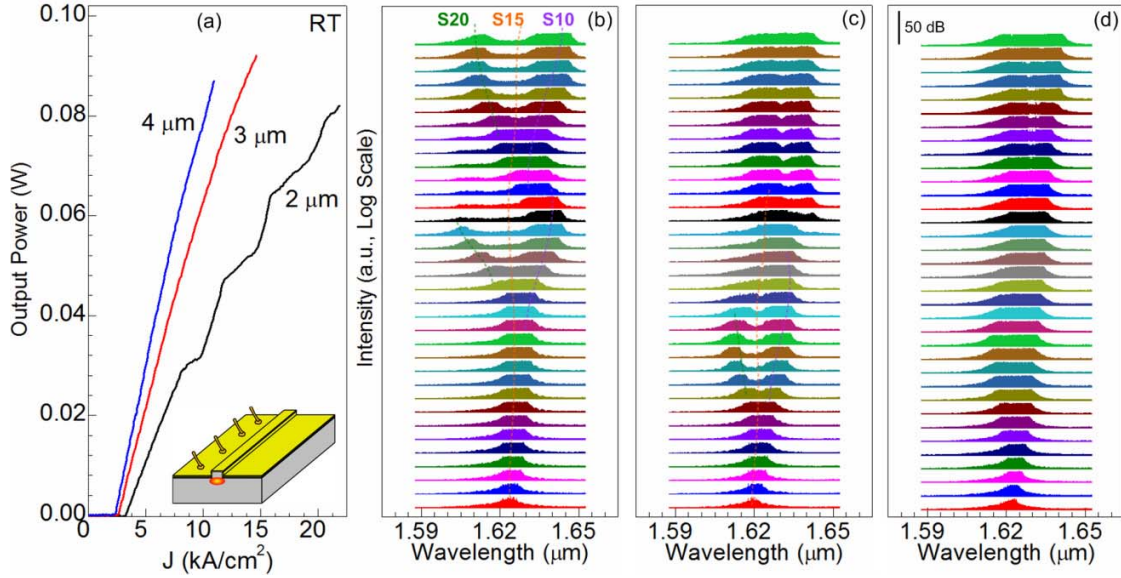 (a)
RT
0.10
0.08
0.06
0.04
0.02
0.00
Output Power (W)
4 μm
3 μm
2 μm
0 5 10 15 20
J (kA/cm²)
(b)
S20 S15 S10
Intensity (a.u., Log Scale)
1.59 1.62 1.65
Wavelength (μm)
(c)
1.59 1.62 1.65
Wavelength (μm)
(d)
50 dB
1.59 1.62 1.65
Wavelength (μm)